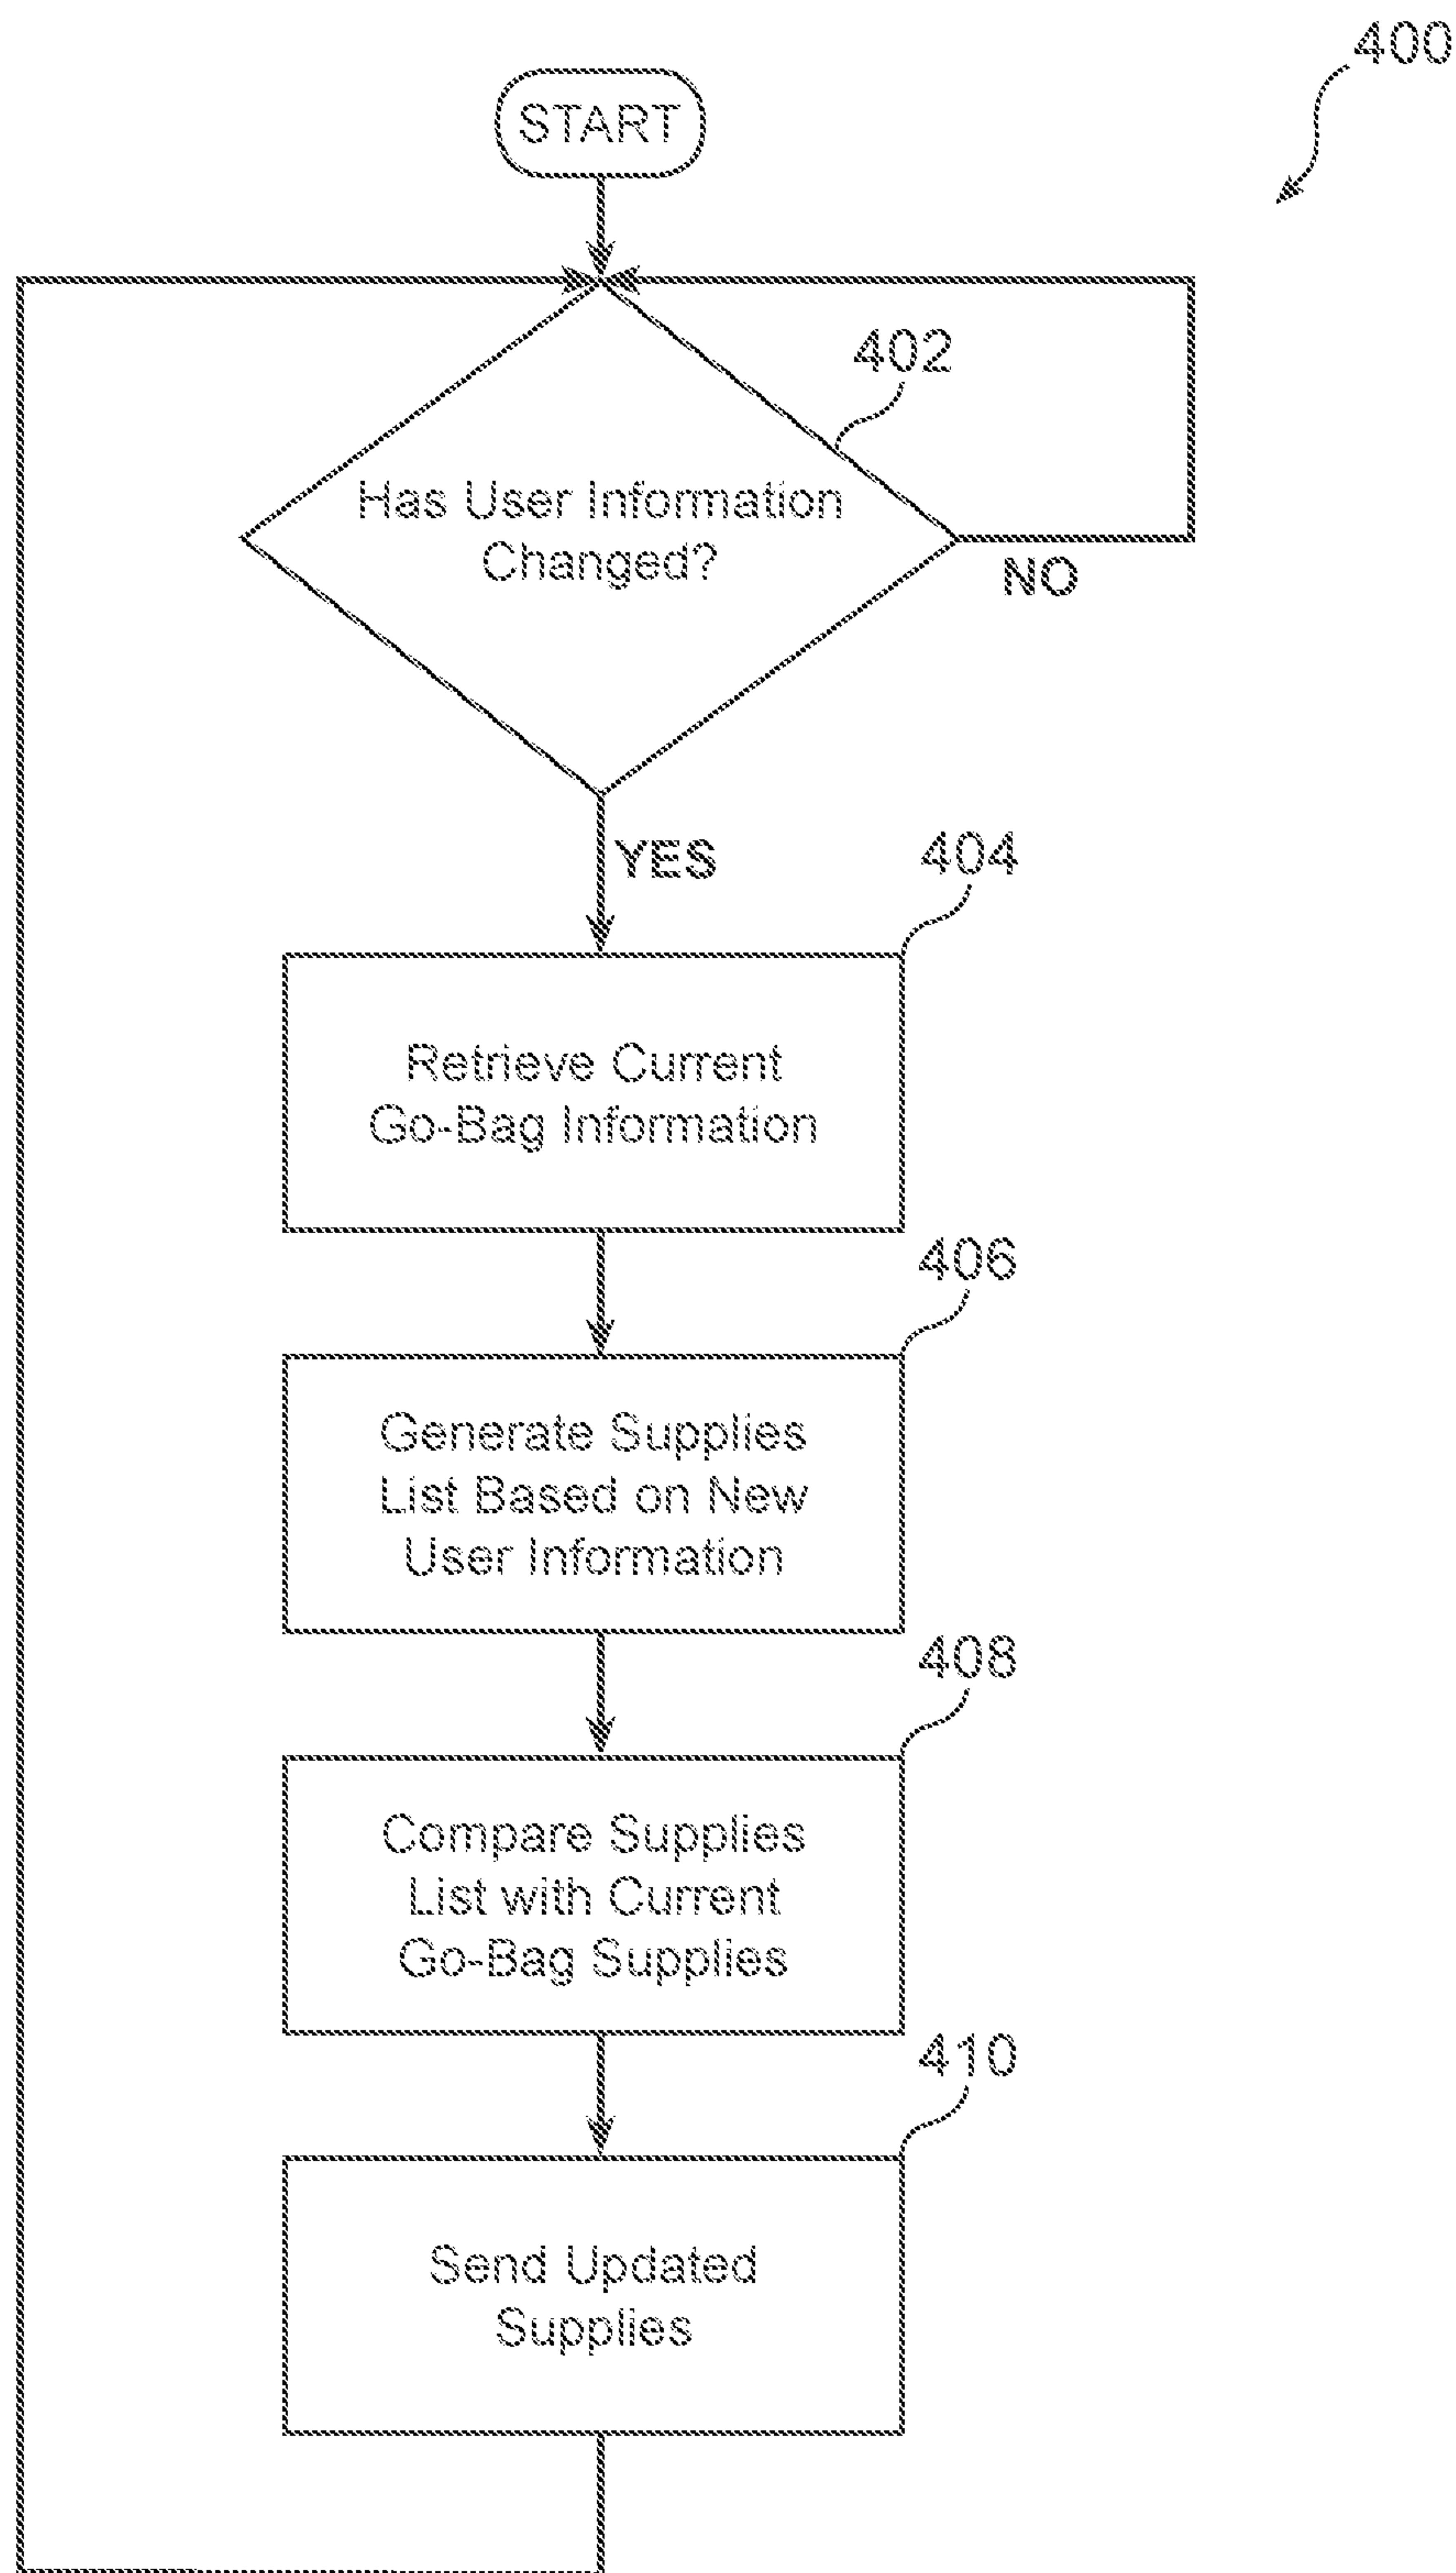 400
START
402
Has User Information
Changed?
NO
YES
404
Retrieve Current
Go-Bag Information
406
Generate Supplies
List Based on New
User Information
408
Compare Supplies
List with Current
Go-Bag Supplies
410
Send Updated
Supplies